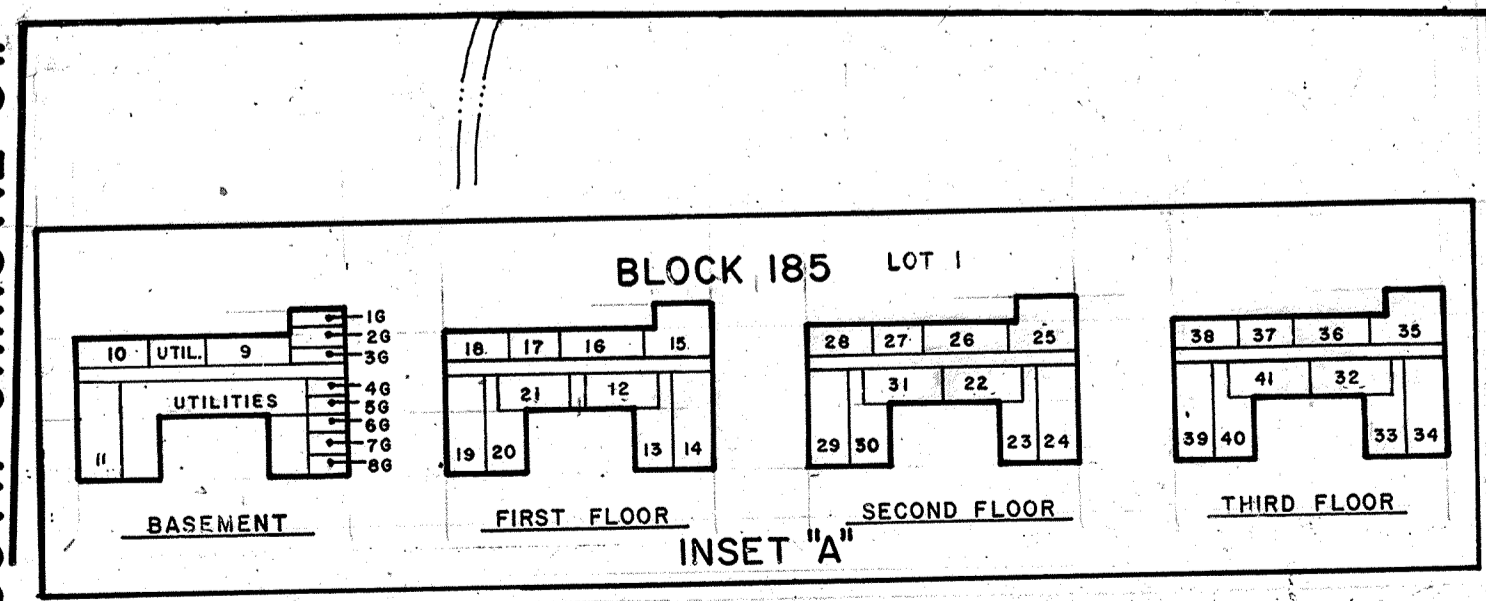 BLOCK 185 LOT 1
10 UTIL. 9
1G
2G
3G
4G
5G
6G
7G
8G
UTILITIES
11
BASEMENT
18 17 16 15
21 12
19 20 13 14
FIRST FLOOR
28 27 26 25
31 22
29 30 23 24
SECOND FLOOR
38 37 36 35
41 32
39 40 33 34
THIRD FLOOR
INSET "A"